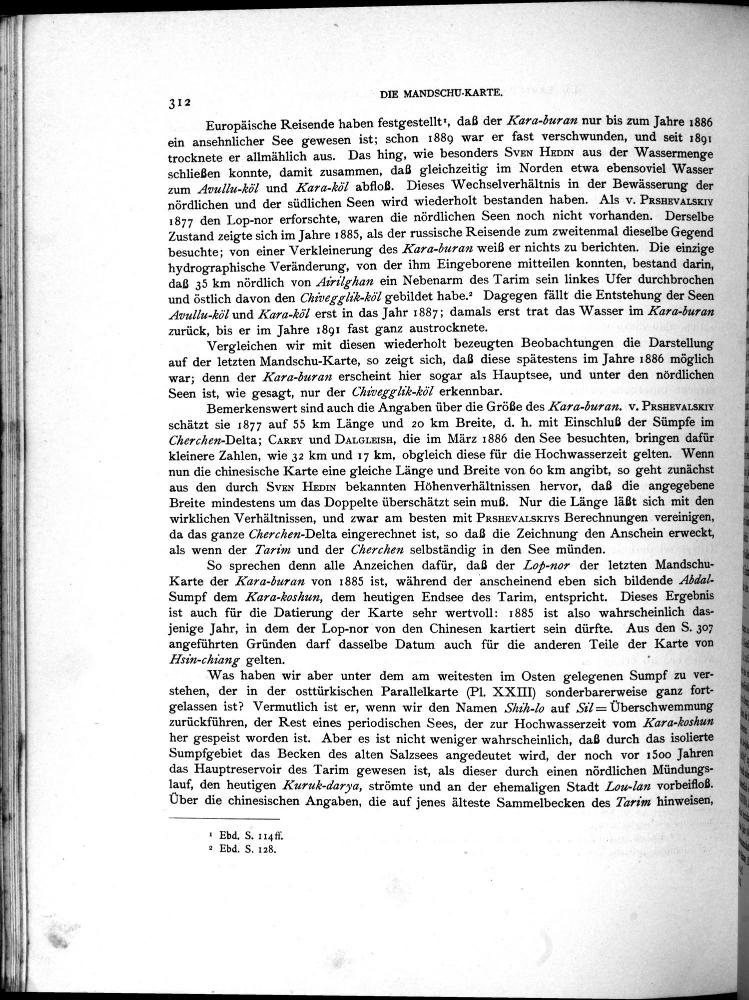 312
DIE MANDSCHU-KARTE.
Europäische Reisende haben festgestellt¹, daß der Kara-buran nur bis zum Jahre 1886
ein ansehnlicher See gewesen ist; schon 1889 war er fast verschwunden, und seit 1891
trocknete er allmählich aus. Das hing, wie besonders SVEN HEDIN aus der Wassermenge
schließen konnte, damit zusammen, daß gleichzeitig im Norden etwa ebensoviel Wasser
zum Avullu-köl und Kara-köl abfloß. Dieses Wechselverhältnis in der Bewässerung der
nördlichen und der südlichen Seen wird wiederholt bestanden haben. Als v. PRSHEVALSKIY
1877 den Lop-nor erforschte, waren die nördlichen Seen noch nicht vorhanden. Derselbe
Zustand zeigte sich im Jahre 1885, als der russische Reisende zum zweitenmal dieselbe Gegend
besuchte; von einer Verkleinerung des Kara-buran weiß er nichts zu berichten. Die einzige
hydrographische Veränderung, von der ihm Eingeborene mitteilen konnten, bestand darin,
daß 35 km nördlich von Airilghan ein Nebenarm des Tarim sein linkes Ufer durchbrochen
und östlich davon den Chivegglik-köl gebildet habe.² Dagegen fällt die Entstehung der Seen
Avullu-köl und Kara-köl erst in das Jahr 1887; damals erst trat das Wasser im Kara-buran
zurück, bis er im Jahre 1891 fast ganz austrocknete.
Vergleichen wir mit diesen wiederholt bezeugten Beobachtungen die Darstellung
auf der letzten Mandschu-Karte, so zeigt sich, daß diese spätestens im Jahre 1886 möglich
war; denn der Kara-buran erscheint hier sogar als Hauptsee, und unter den nördlichen
Seen ist, wie gesagt, nur der Chivegglik-köl erkennbar.
Bemerkenswert sind auch die Angaben über die Größe des Kara-buran. v. PRSHEVALSKIY
schätzt sie 1877 auf 55 km Länge und 20 km Breite, d. h. mit Einschluß der Sümpfe im
Cherchen-Delta; CAREY und DALGLEISH, die im März 1886 den See besuchten, bringen dafür
kleinere Zahlen, wie 32 km und 17 km, obgleich diese für die Hochwasserzeit gelten. Wenn
nun die chinesische Karte eine gleiche Länge und Breite von 60 km angibt, so geht zunächst
aus den durch SVEN HEDIN bekannten Höhenverhältnissen hervor, daß die angegebene
Breite mindestens um das Doppelte überschätzt sein muß. Nur die Länge läßt sich mit den
wirklichen Verhältnissen, und zwar am besten mit PRSHEVALSKIYS Berechnungen vereinigen,
da das ganze Cherchen-Delta eingerechnet ist, so daß die Zeichnung den Anschein erweckt,
als wenn der Tarim und der Cherchen selbständig in den See münden.
So sprechen denn alle Anzeichen dafür, daß der Lop-nor der letzten Mandschu-
Karte der Kara-buran von 1885 ist, während der anscheinend eben sich bildende Abdal-
Sumpf dem Kara-koshun, dem heutigen Endsee des Tarim, entspricht. Dieses Ergebnis
ist auch für die Datierung der Karte sehr wertvoll: 1885 ist also wahrscheinlich das-
jenige Jahr, in dem der Lop-nor von den Chinesen kartiert sein dürfte. Aus den S. 307
angeführten Gründen darf dasselbe Datum auch für die anderen Teile der Karte von
Hsin-chiang gelten.
Was haben wir aber unter dem am weitesten im Osten gelegenen Sumpf zu ver-
stehen, der in der osttürkischen Parallelkarte (Pl. XXIII) sonderbarerweise ganz fort-
gelassen ist? Vermutlich ist er, wenn wir den Namen Shih-lo auf Sil = Überschwemmung
zurückführen, der Rest eines periodischen Sees, der zur Hochwasserzeit vom Kara-koshun
her gespeist worden ist. Aber es ist nicht weniger wahrscheinlich, daß durch das isolierte
Sumpfgebiet das Becken des alten Salzsees angedeutet wird, der noch vor 1500 Jahren
das Hauptreservoir des Tarim gewesen ist, als dieser durch einen nördlichen Mündungs-
lauf, den heutigen Kuruk-darya, strömte und an der ehemaligen Stadt Lou-lan vorbeifloß.
Über die chinesischen Angaben, die auf jenes älteste Sammelbecken des Tarim hinweisen,
¹ Ebd. S. 114ff.
² Ebd. S. 128.